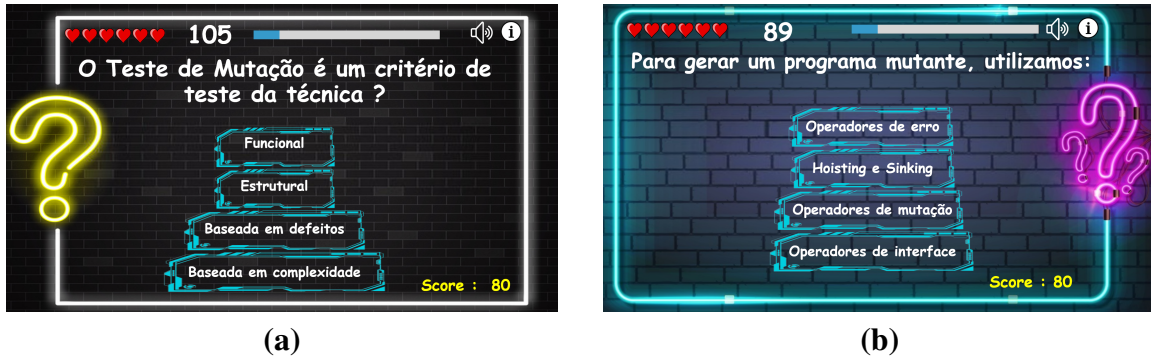 105
O Teste de Mutação é um critério de
teste da técnica ?
Funcional
Estrutural
Baseada em defeitos
Baseada em complexidade
Score : 80
(a)
89
Para gerar um programa mutante, utilizamos:
Operadores de erro
Hoisting e Sinking
Operadores de mutação
Operadores de interface
Score : 80
(b)